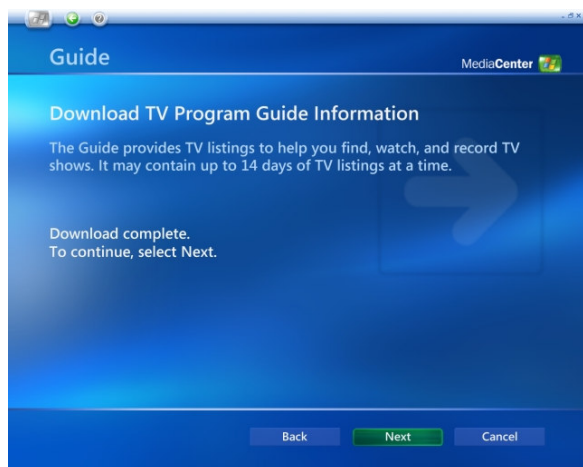 Guide
MediaCenter
Download TV Program Guide Information
The Guide provides TV listings to help you find, watch, and record TV
shows. It may contain up to 14 days of TV listings at a time.
Download complete.
To continue, select Next.
Back Next Cancel